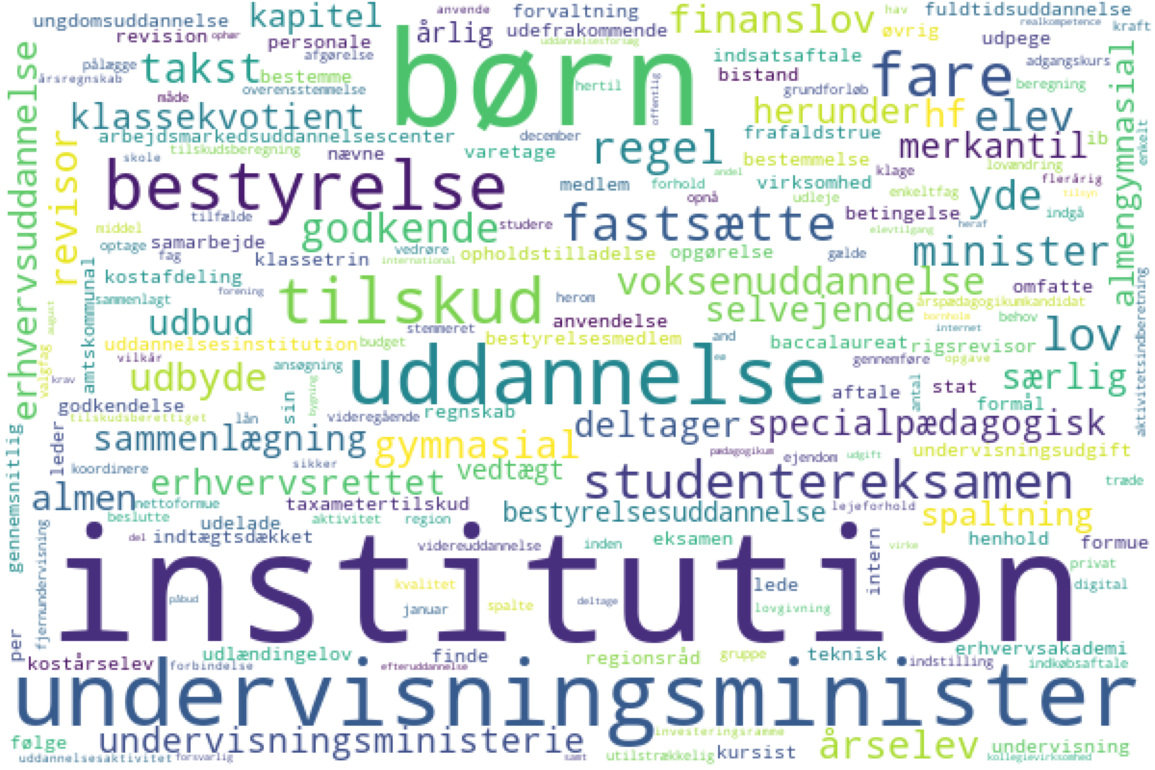 ungdomsuddannelse kapitel anvende forvaltning finanslov hav fuldtidsuddannelse
revision ophør personale årlig udefrakommende øvrig realkompetence kraft
pålægge afgørelse uddannelsesforsøg indsatsaftale udpege
årsregnskab takst bestemme børn hertil offentlig bistand fare adgangskurs
måde overensstemmelse grundforløb beregning
klassekvotient herunder hf elev
arbejdsmarkedsuddannelsescenter december frafaldstrue merkantil ib enkelt
erhvervsuddannelse revisor tilskudsberegning nævne varetage regel bestemmelse lovændring almengymnasial
skole bestyrelse andel klage flerårig
medlem forhold virksomhed enkeltfag yde tilsyn
opnå udleje
middel tilfælde godkende studere fastsætte betingelse indgå
optage samarbejde vedrøre elevtilgang heraf
fag klassetrin opholdstilladelse opgørelse galde minister
amtskommunal kostafdeling international voksenuddannelse omfatte
sammenlagt forening tilskud herom selvejende årspædagogikumkandidat aktivitetsindberetning
august udbud anvendelse bornholm behov
stemmeret and internet lov
uddannelsesinstitution budget bestyrelsesmedlem baccalaureat rigsrevisor
valgfag vilkår ansøgning ee gennemføre opgave
krav udbyde bygning uddannelse antal særlig
godkendelse sin aftale stat
tilskudsberettiget lån videregående regnskab formål
gennemsnitlig leder sammenlægning gymnasial deltager specialpædagogisk
koordinere sikker pædagogikum ejendom udgift undervisningsudgift
erhvervsrettet vedtægt studentereksamen træde
almen nettoformue taxametertilskud lejeforhold
beslutte udelade aktivitet region bestyrelsesuddannelse spaltning
fjernundervisning del indtægtsdækket videreuddannelse inden eksamen intern virke henhold formue
institution
påbud kvalitet lede privat
januar spalte deltage lovgivning digital
per udlændingelov finde regionsråd gruppe teknisk erhvervsakademi
kostårselev forbindelse efteruddannelse indstilling indkøbsaftale
undervisningsminister
følge undervisningsministerie investeringsramme årselev undervisning
uddannelsesaktivitet forsvarlig samt utilstrækkelig kursist kollegievirksomhed